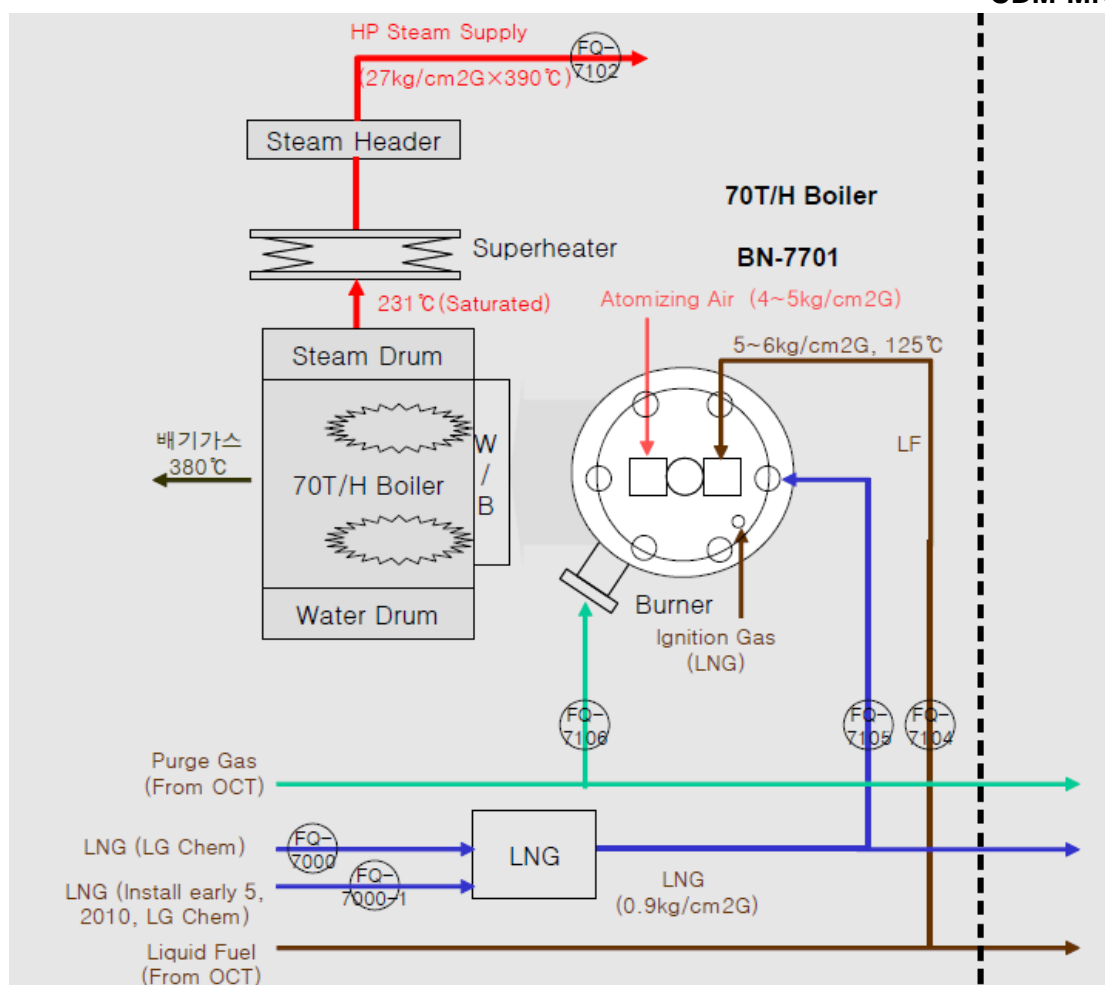 HP Steam Supply
(27kg/cm2G×390℃)
FQ-
7102
Steam Header
70T/H Boiler
Superheater
BN-7701
231℃(Saturated)
Atomizing Air (4~5kg/cm2G)
5~6kg/cm2G, 125℃
Steam Drum
배기가스
380℃
W
/
B
LF
70T/H Boiler
Water Drum
Burner
Ignition Gas
(LNG)
FQ-
7106
FQ-
7105
FQ-
7104
Purge Gas
(From OCT)
LNG (LG Chem)
FQ-
7000
LNG
LNG (Install early 5,
2010, LG Chem)
FQ-
7000-1
LNG
(0.9kg/cm2G)
Liquid Fuel
(From OCT)